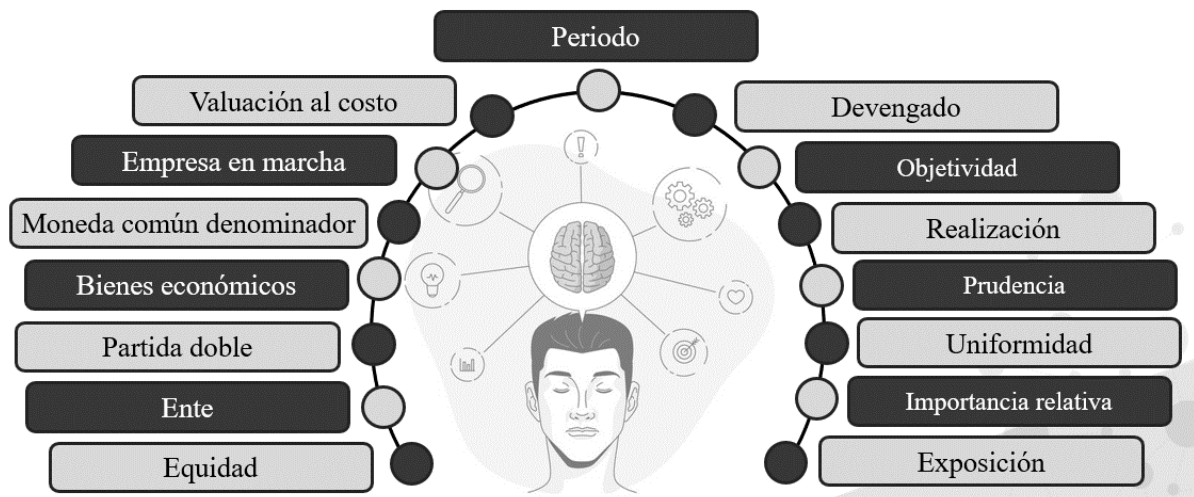 Periodo
Valuación al costo
Devengado
Empresa en marcha
Objetividad
Moneda común denominador
Realización
Bienes económicos
Prudencia
Partida doble
Uniformidad
Ente
Importancia relativa
Equidad
Exposición